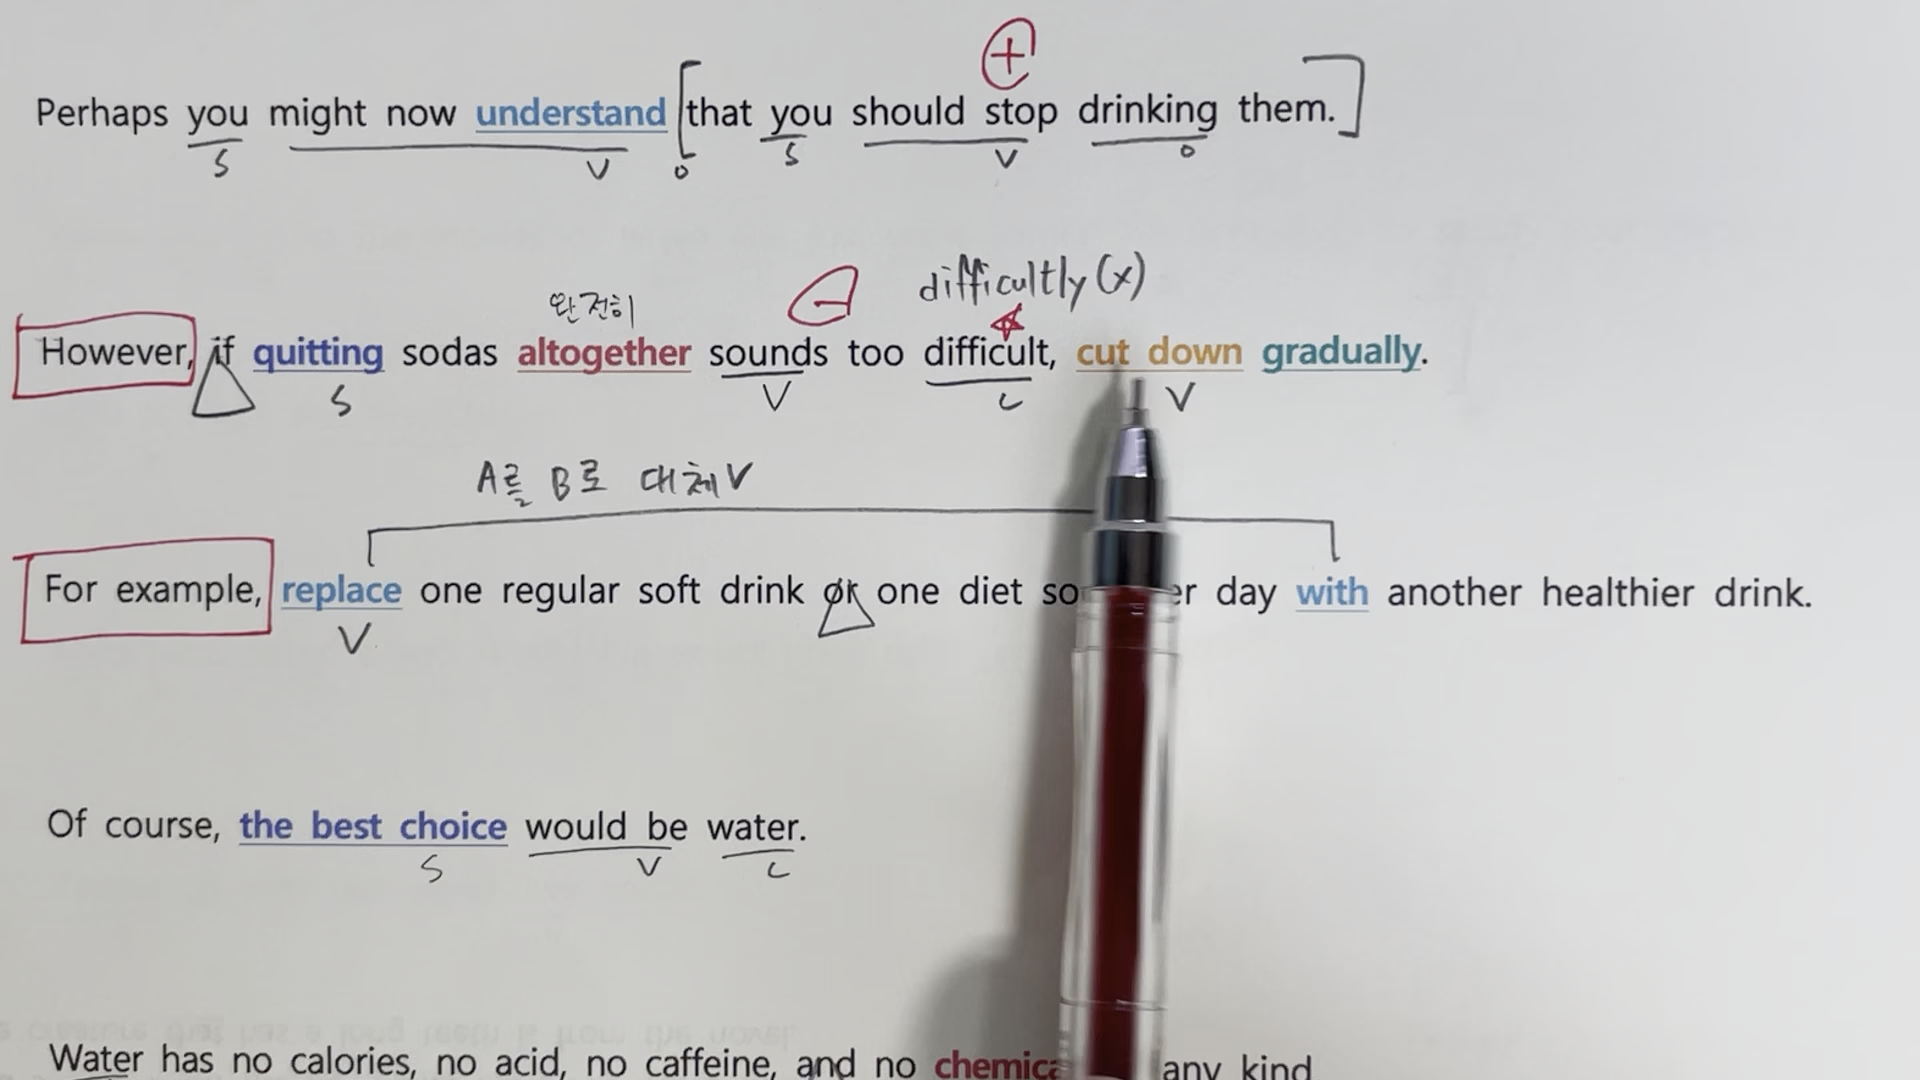 +
Perhaps you might now understand [that you should stop drinking them.]
S V O S V O
완전히 - difficultly (x)
However, if quitting sodas altogether sounds too difficult, cut down gradually.
S V C V
A를 B로 대체V
For example, replace one regular soft drink or one diet day with another healthier drink.
V
Of course, the best choice would be water.
S V C
Water has no calories, no acid, no caffeine, and no any kind